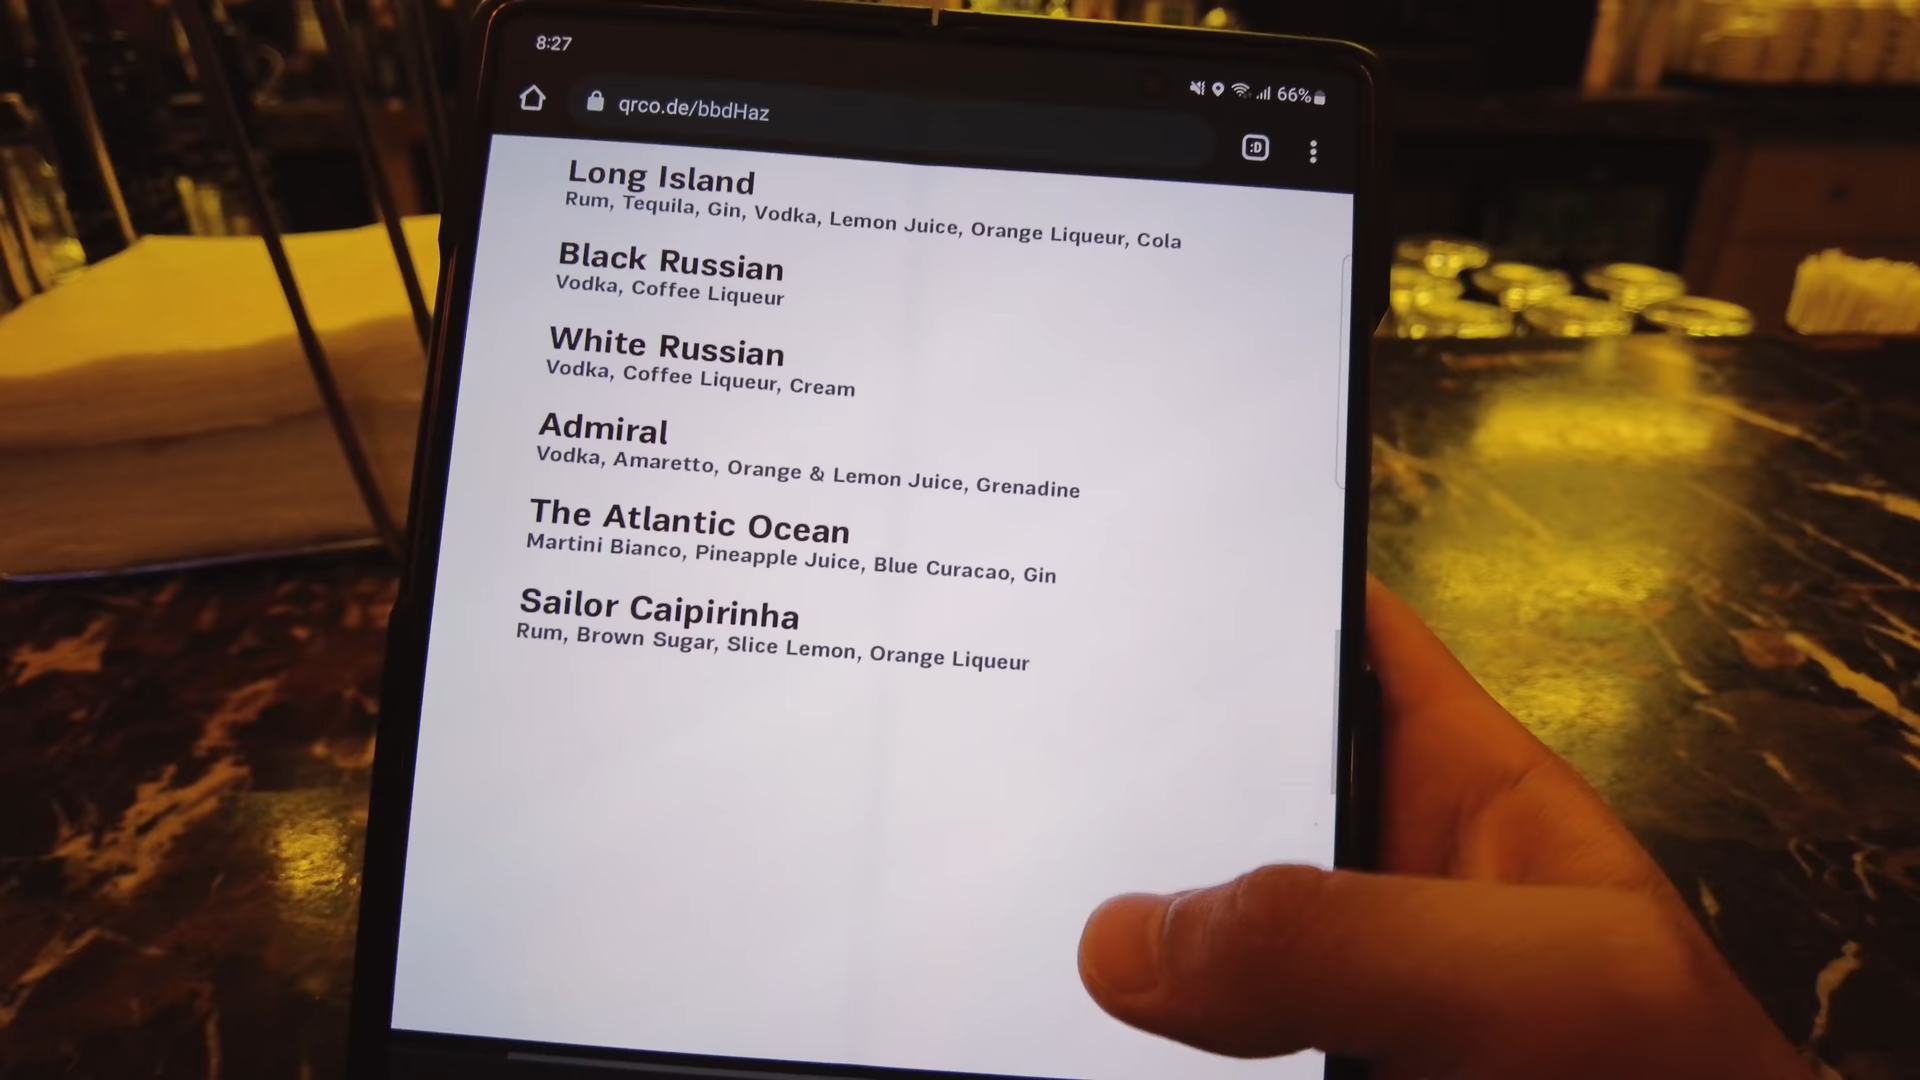 8:27
66%
qrco.de/bbdHaz
:D
Long Island
Rum, Tequila, Gin, Vodka, Lemon Juice, Orange Liqueur, Cola
Black Russian
Vodka, Coffee Liqueur
White Russian
Vodka, Coffee Liqueur, Cream
Admiral
Vodka, Amaretto, Orange & Lemon Juice, Grenadine
The Atlantic Ocean
Martini Bianco, Pineapple Juice, Blue Curacao, Gin
Sailor Caipirinha
Rum, Brown Sugar, Slice Lemon, Orange Liqueur